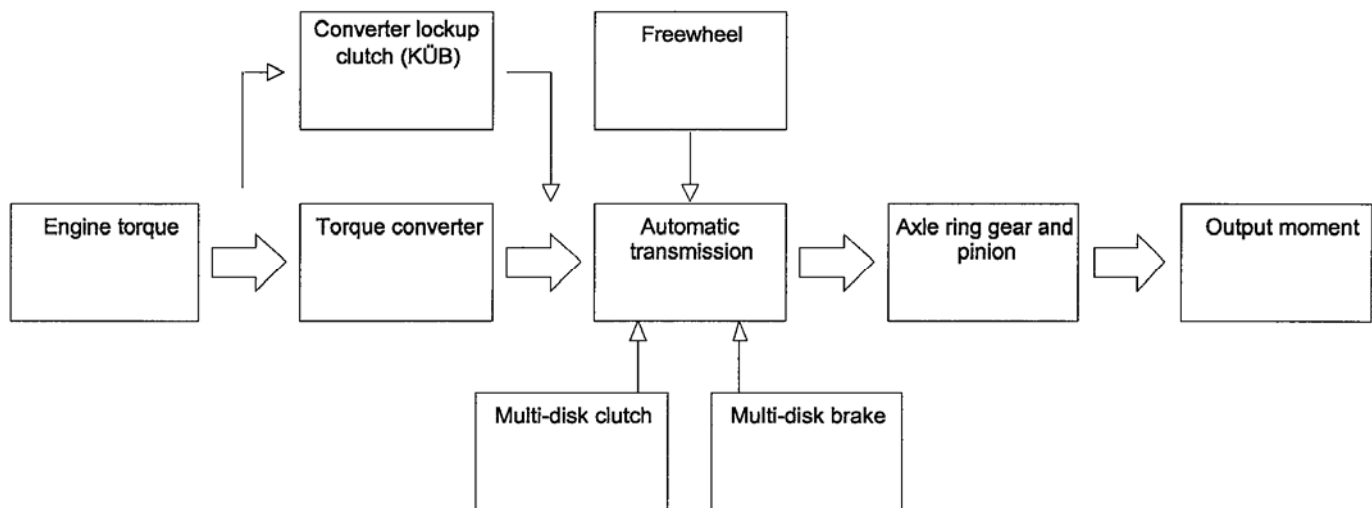 Converter lockup
clutch (KÜB)
Freewheel
Engine torque
Torque converter
Automatic
transmission
Axle ring gear and
pinion
Output moment
Multi-disk clutch
Multi-disk brake